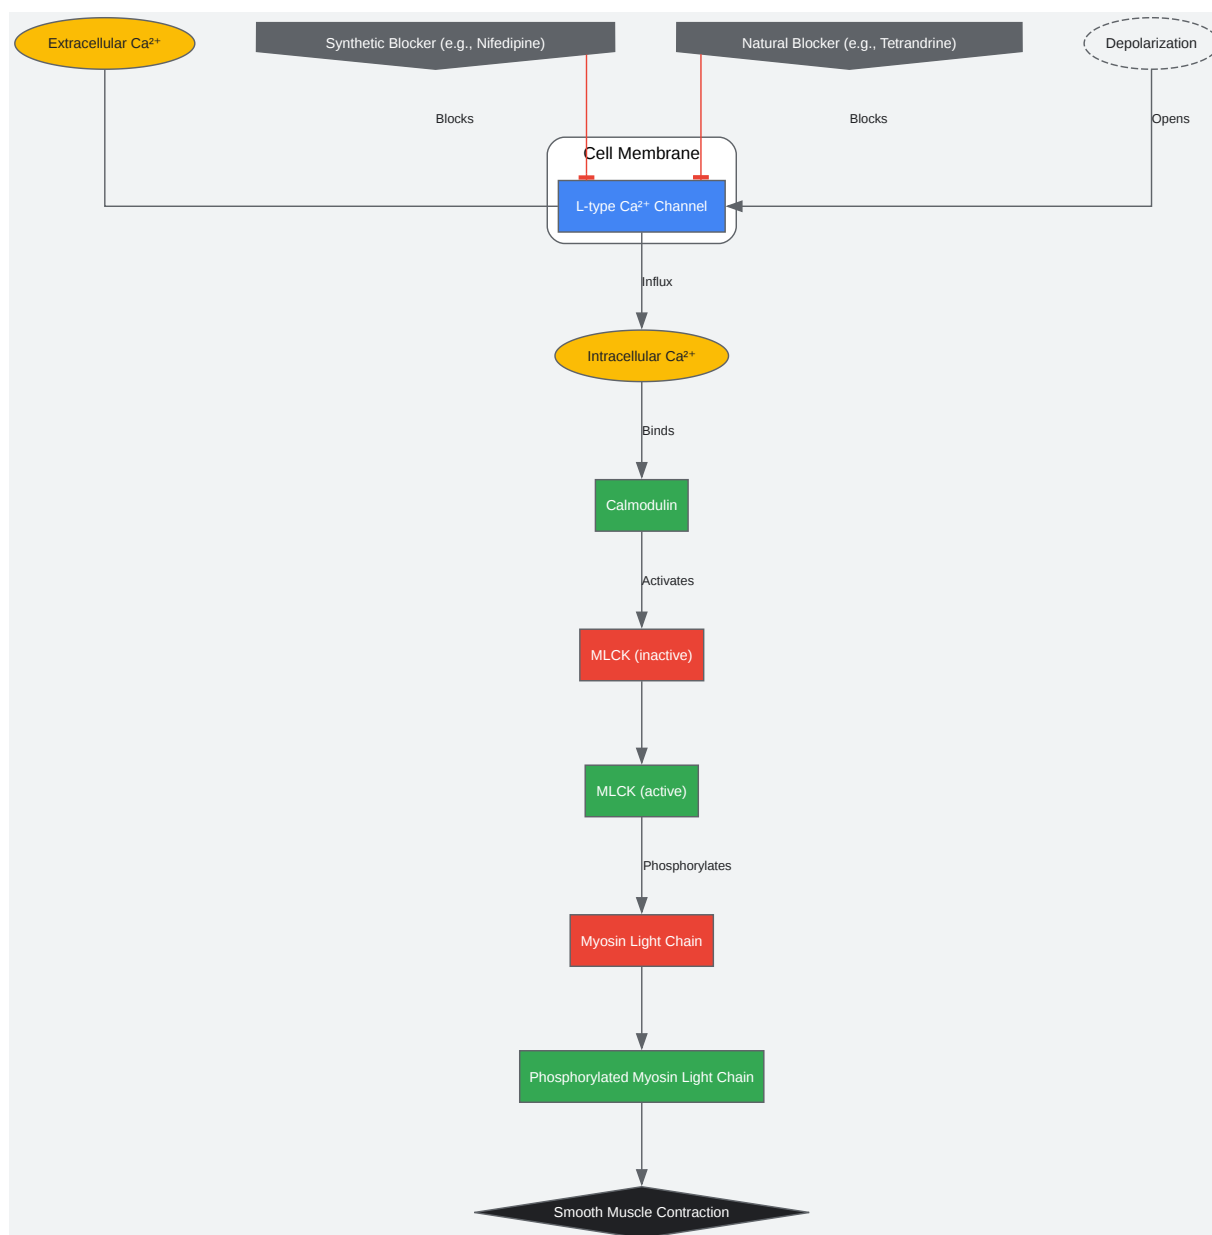 Extracellular Ca²⁺
Synthetic Blocker (e.g., Nifedipine)
Natural Blocker (e.g., Tetrandrine)
Depolarization
Blocks
Blocks
Opens
Cell Membrane
L-type Ca²⁺ Channel
Influx
Intracellular Ca²⁺
Binds
Calmodulin
Activates
MLCK (inactive)
MLCK (active)
Phosphorylates
Myosin Light Chain
Phosphorylated Myosin Light Chain
Smooth Muscle Contraction